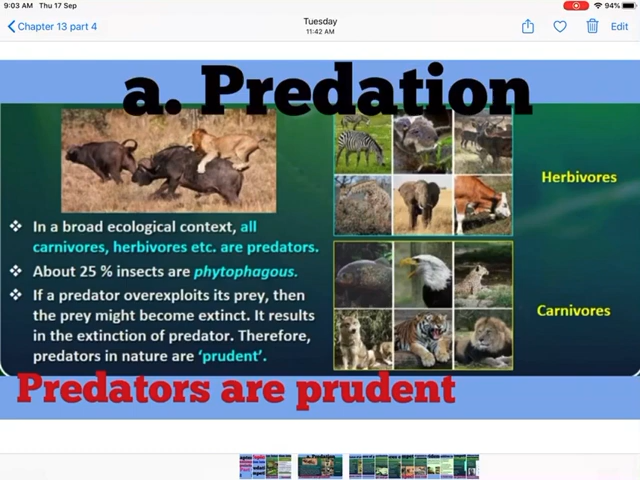 9:03 AM Thu 17 Sep
94%
Chapter 13 part 4
Tuesday
11:42 AM
Edit
a. Predation
❖ In a broad ecological context, all
carnivores, herbivores etc. are predators.
❖ About 25 % insects are phytophagous.
❖ If a predator overexploits its prey, then
the prey might become extinct. It results
in the extinction of predator. Therefore,
predators in nature are ‘prudent’.
Herbivores
Carnivores
Predators are prudent